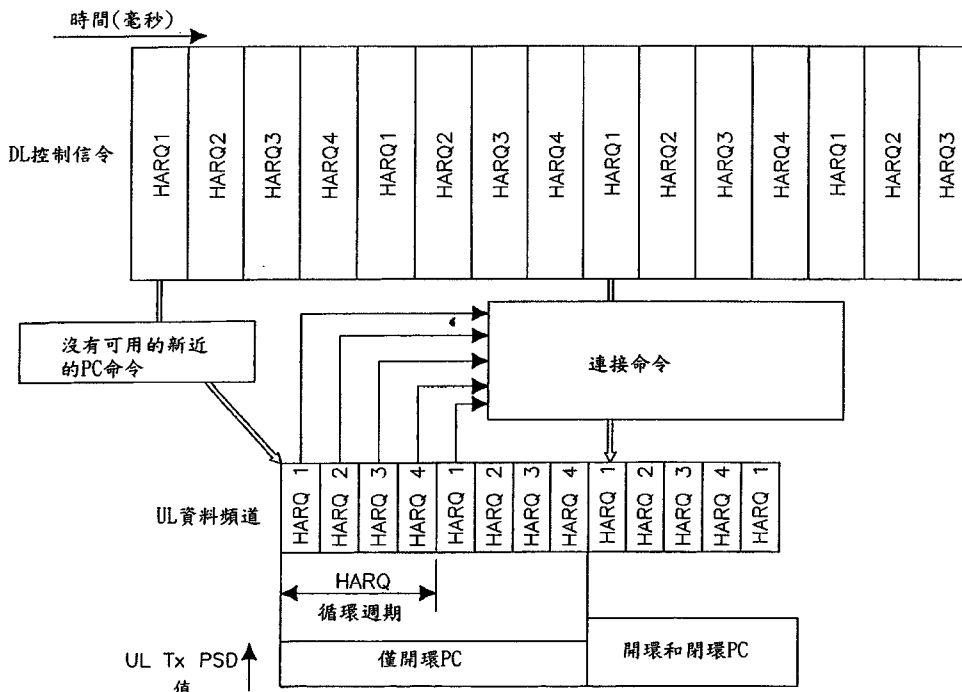 時間(毫秒)
DL控制信令
HARQ1
HARQ2
HARQ3
HARQ4
HARQ1
HARQ2
HARQ3
HARQ4
HARQ1
HARQ2
HARQ3
HARQ4
HARQ1
HARQ2
HARQ3
沒有可用的新近
的PC命令
連接命令
UL資料頻道
HARQ 1
HARQ 2
HARQ 3
HARQ 4
HARQ 1
HARQ 2
HARQ 3
HARQ 4
HARQ 1
HARQ 2
HARQ 3
HARQ 4
HARQ 1
HARQ
循環週期
UL Tx PSD
值
僅開環PC
開環和閉環PC